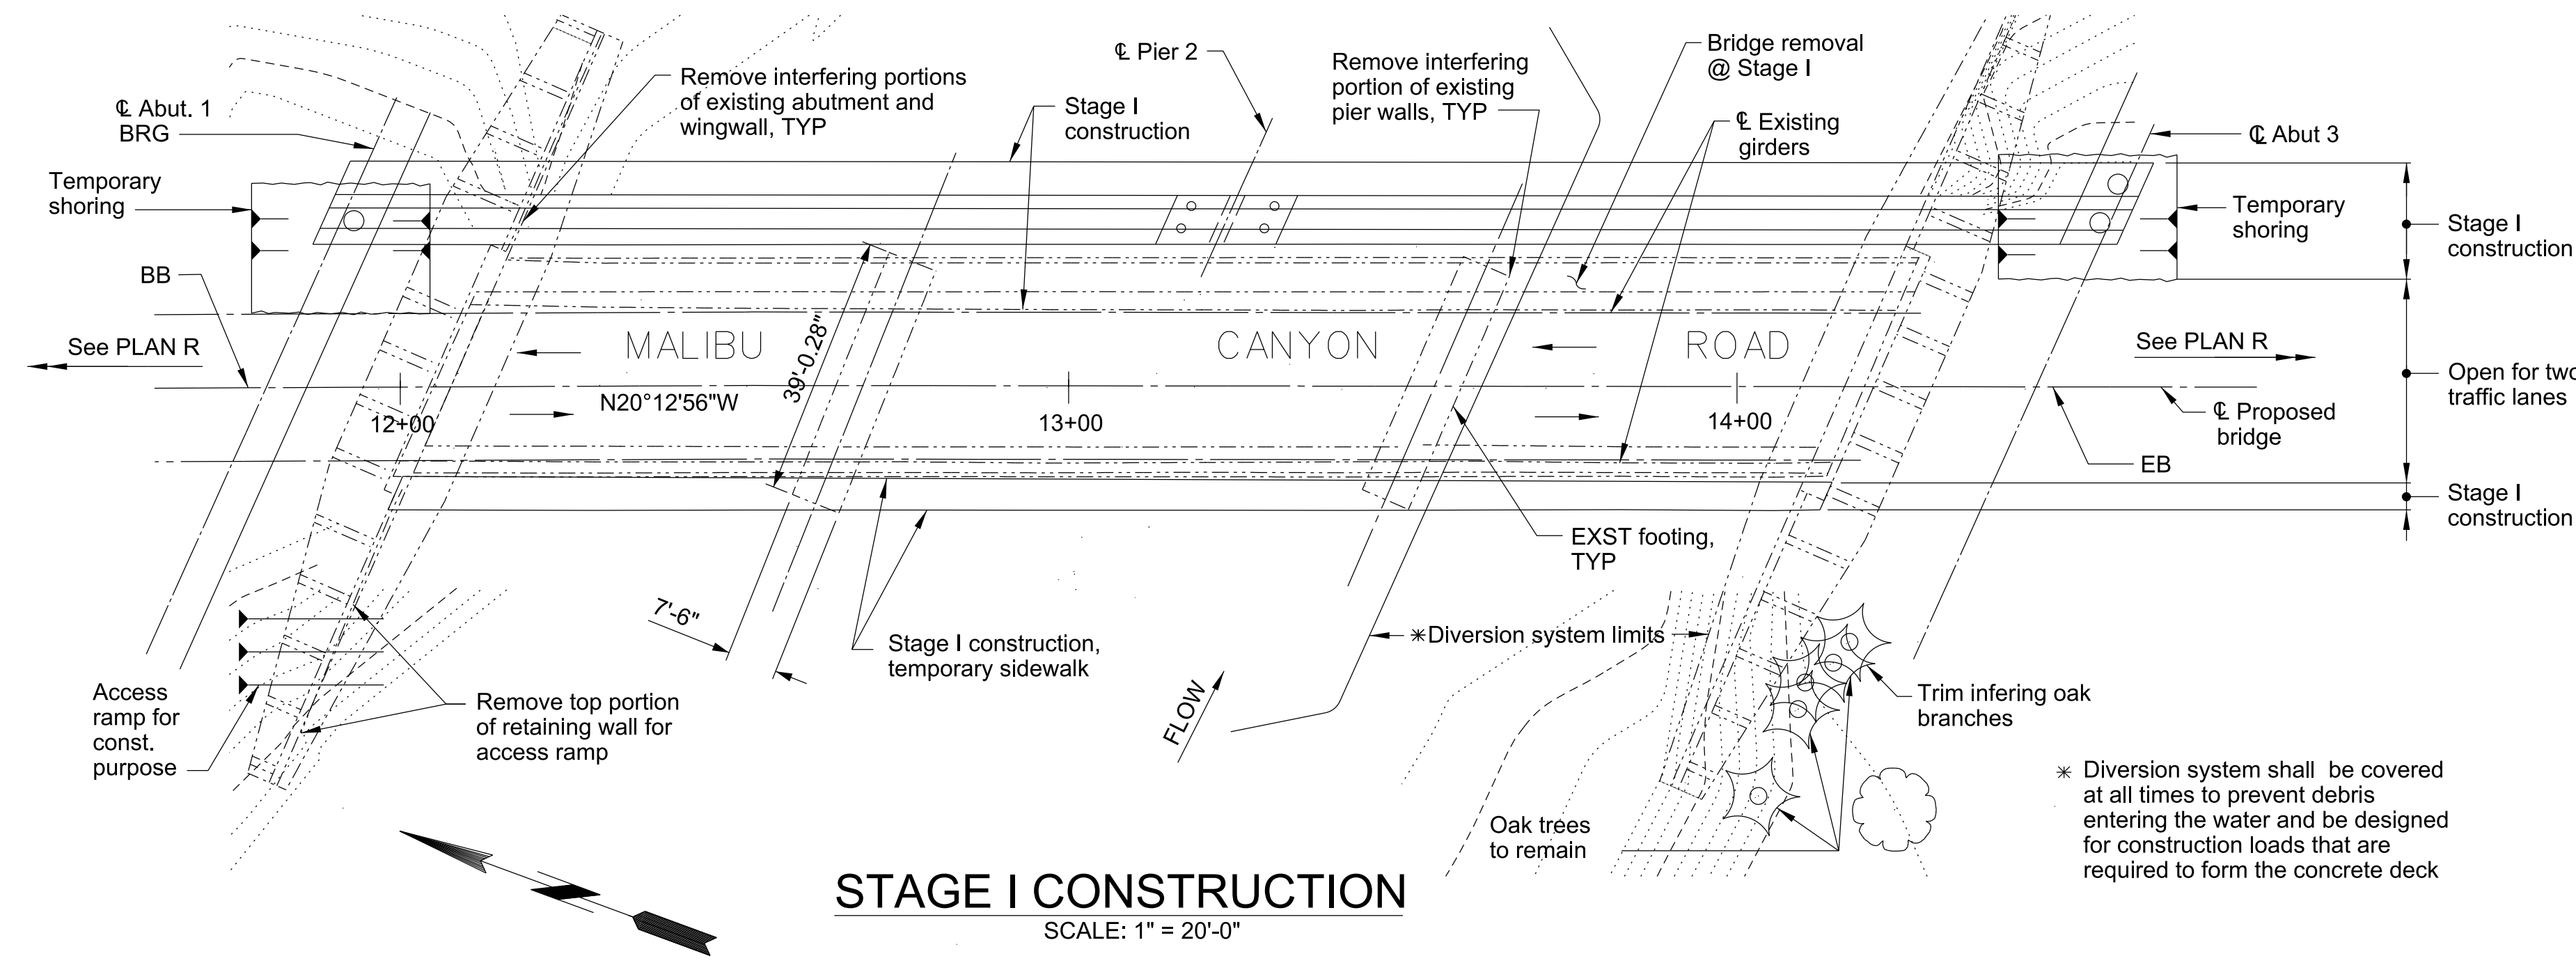 ℄ Abut. 1
BRG
Remove interfering portions
of existing abutment and
wingwall, TYP
Stage I
construction
℄ Pier 2
Remove interfering
portion of existing
pier walls, TYP
Bridge removal
@ Stage I
℄ Existing
girders
℄ Abut 3
Temporary
shoring
Temporary
shoring
Stage I
construction
BB
See PLAN R
MALIBU CANYON ROAD
See PLAN R
39'-0.28"
N20°12'56"W
12+00
13+00
14+00
Open for two
traffic lanes
℄ Proposed
bridge
EB
Stage I
construction
EXST footing,
TYP
7'-6"
Stage I construction,
temporary sidewalk
✳Diversion system limits
FLOW
Access
ramp for
const.
purpose
Remove top portion
of retaining wall for
access ramp
Trim infering oak
branches
Oak trees
to remain
✳ Diversion system shall be covered
at all times to prevent debris
entering the water and be designed
for construction loads that are
required to form the concrete deck
STAGE I CONSTRUCTION
SCALE: 1" = 20'-0"